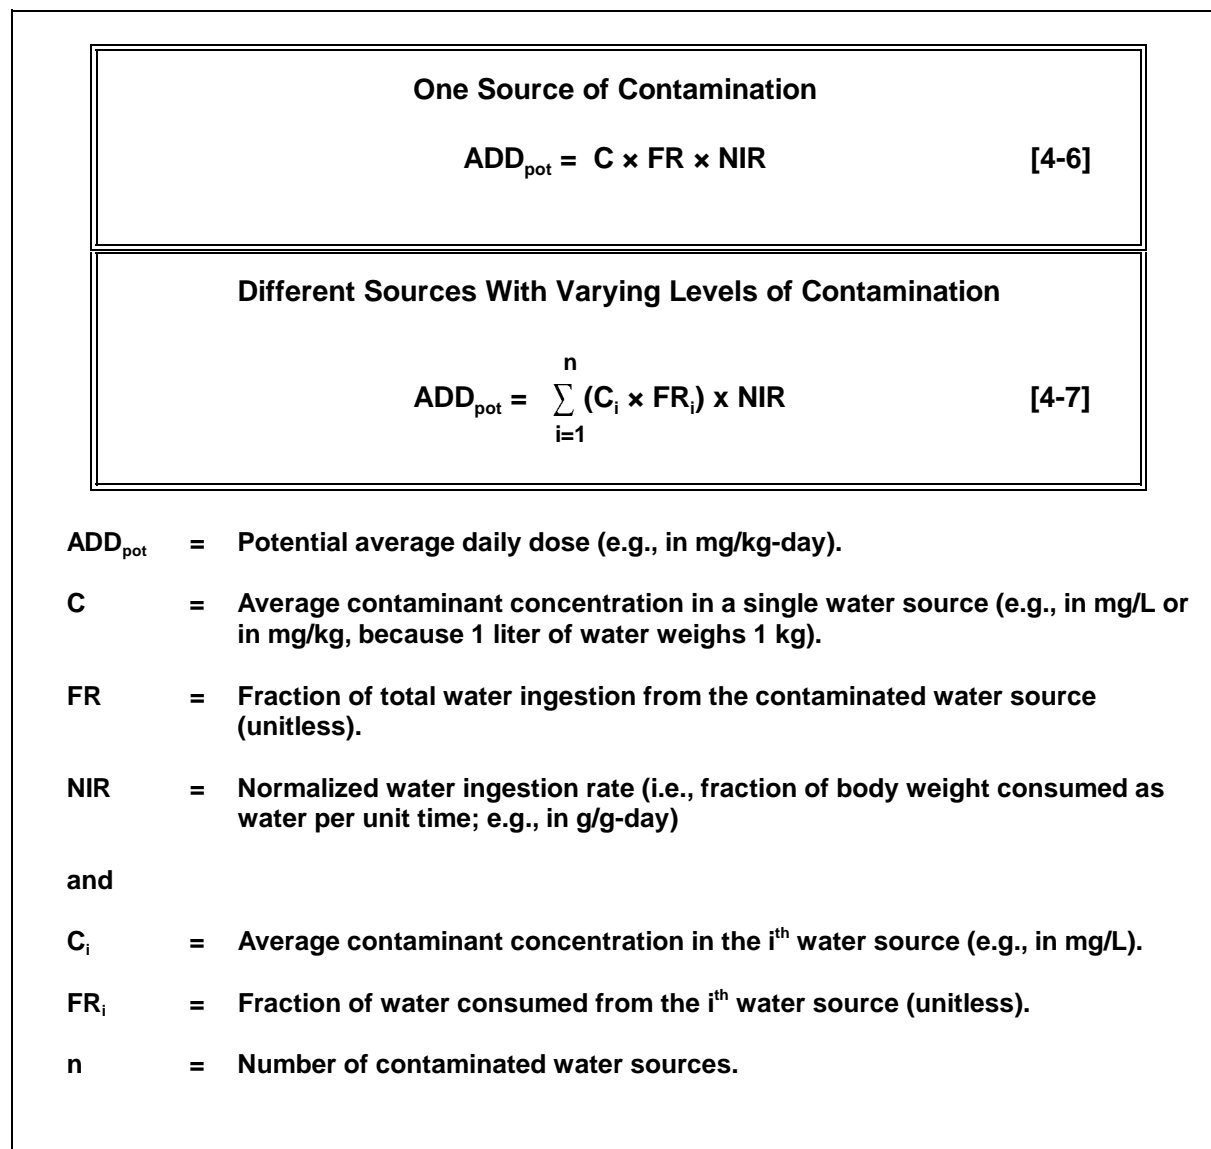 One Source of Contamination
ADDpot = C × FR × NIR [4-6]
Different Sources With Varying Levels of Contamination
n
ADDpot = ∑ (Ci × FRi) x NIR [4-7]
i=1
ADDpot = Potential average daily dose (e.g., in mg/kg-day).
C = Average contaminant concentration in a single water source (e.g., in mg/L or
in mg/kg, because 1 liter of water weighs 1 kg).
FR = Fraction of total water ingestion from the contaminated water source
(unitless).
NIR = Normalized water ingestion rate (i.e., fraction of body weight consumed as
water per unit time; e.g., in g/g-day)
and
Ci = Average contaminant concentration in the ith water source (e.g., in mg/L).
FRi = Fraction of water consumed from the ith water source (unitless).
n = Number of contaminated water sources.